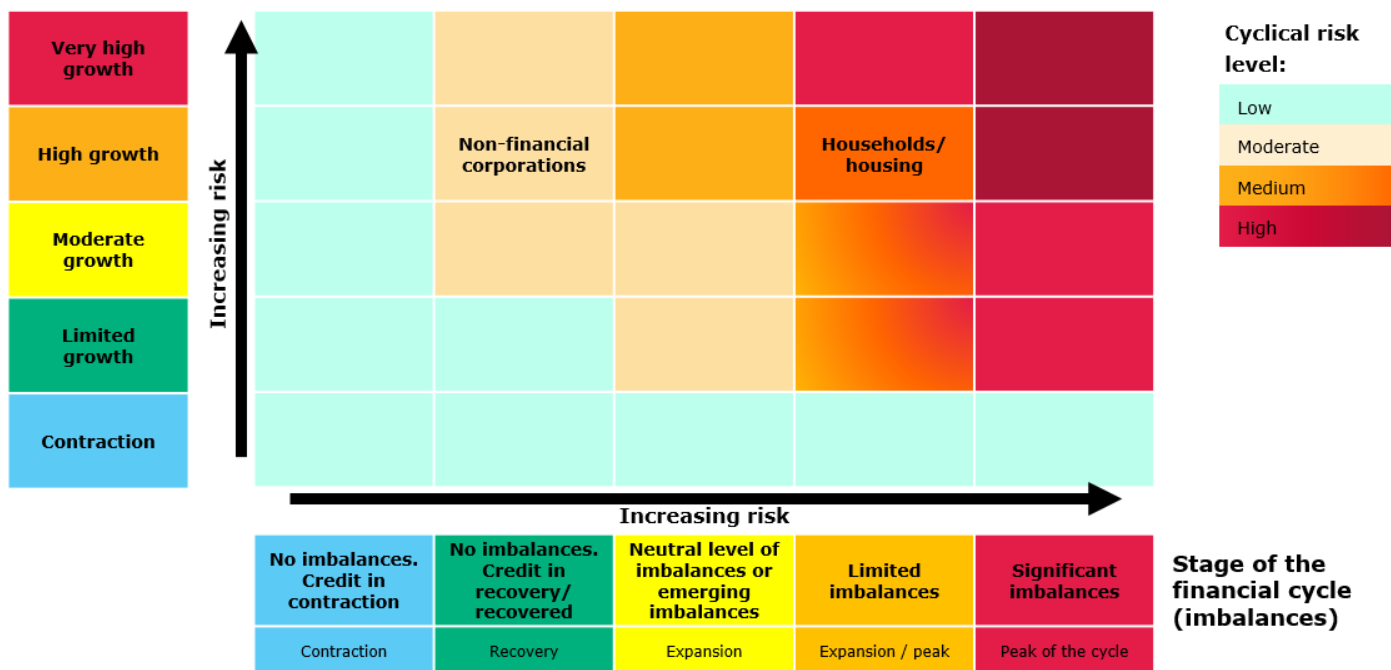 Very high
growth
High growth
Moderate
growth
Limited
growth
Contraction
Increasing risk
Non-financial
corporations
Households/
housing
Increasing risk
No imbalances.
Credit in
contraction
No imbalances.
Credit in
recovery/
recovered
Neutral level of
imbalances or
emerging
imbalances
Limited
imbalances
Significant
imbalances
Contraction
Recovery
Expansion
Expansion / peak
Peak of the cycle
Stage of the
financial cycle
(imbalances)
Cyclical risk
level:
Low
Moderate
Medium
High